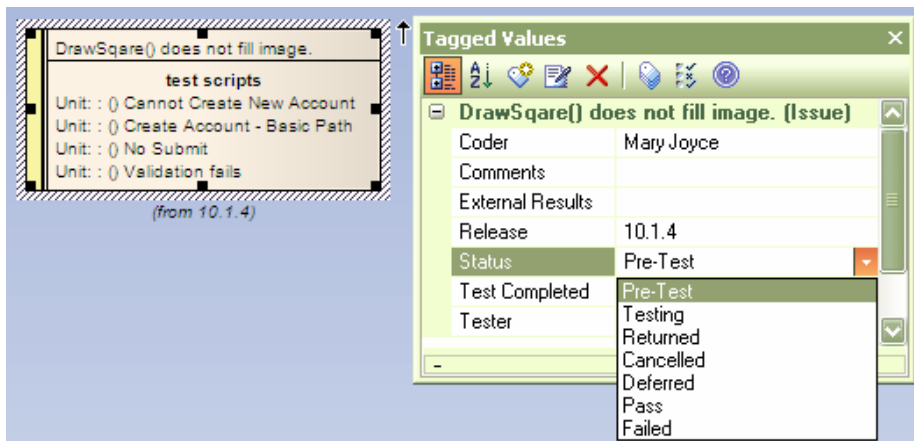 DrawSqare() does not fill image.
test scripts
Unit: : () Cannot Create New Account
Unit: : () Create Account - Basic Path
Unit: : () No Submit
Unit: : () Validation fails
(from 10.1.4)
Tagged Values
DrawSqare() does not fill image. (Issue)
Coder Mary Joyce
Comments
External Results
Release 10.1.4
Status Pre-Test
Test Completed Pre-Test
Testing
Tester
Returned
Cancelled
Deferred
Pass
Failed